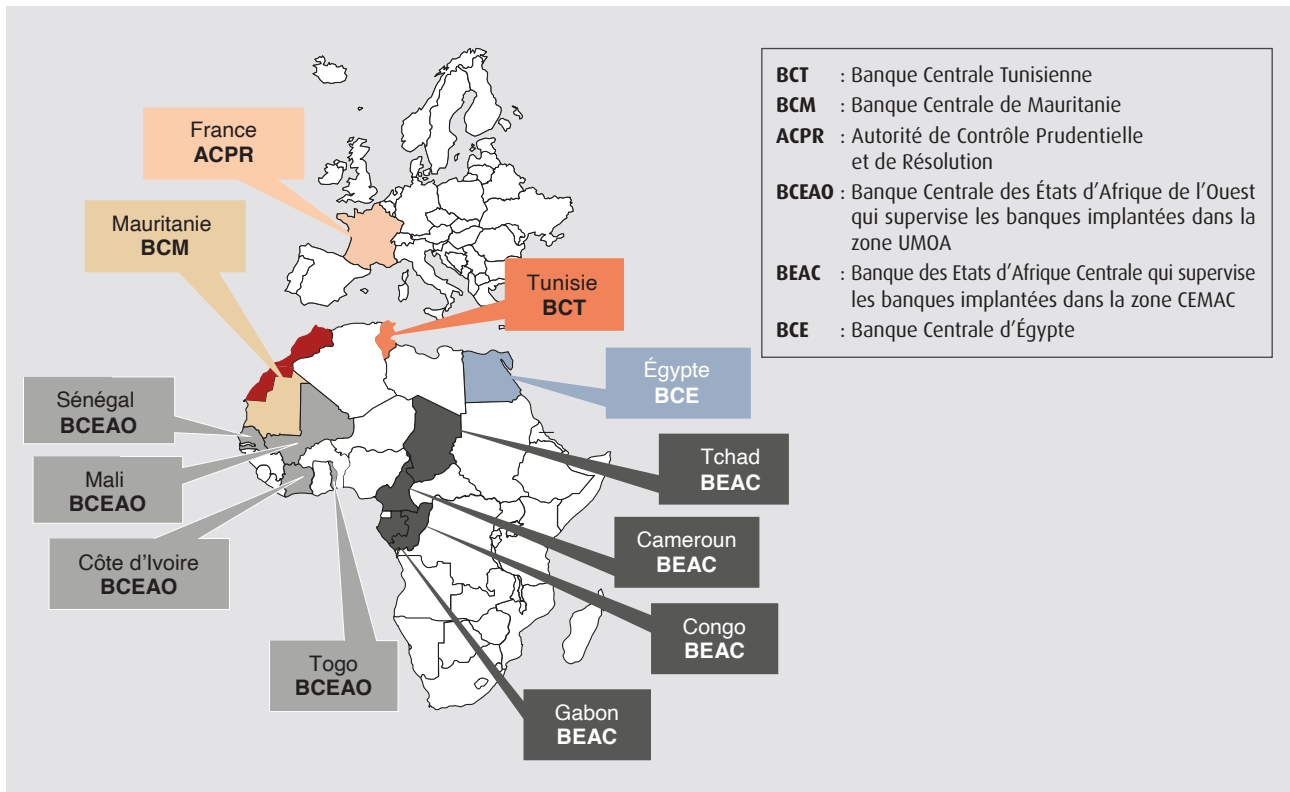 France
ACPR
Mauritanie
BCM
Tunisie
BCT
Égypte
BCE
Sénégal
BCEAO
Mali
BCEAO
Côte d'Ivoire
BCEAO
Togo
BCEAO
Tchad
BEAC
Cameroun
BEAC
Congo
BEAC
Gabon
BEAC
BCT : Banque Centrale Tunisienne
BCM : Banque Centrale de Mauritanie
ACPR : Autorité de Contrôle Prudentielle
et de Résolution
BCEAO : Banque Centrale des États d'Afrique de l'Ouest
qui supervise les banques implantées dans la
zone UMOA
BEAC : Banque des Etats d'Afrique Centrale qui supervise
les banques implantées dans la zone CEMAC
BCE : Banque Centrale d'Égypte